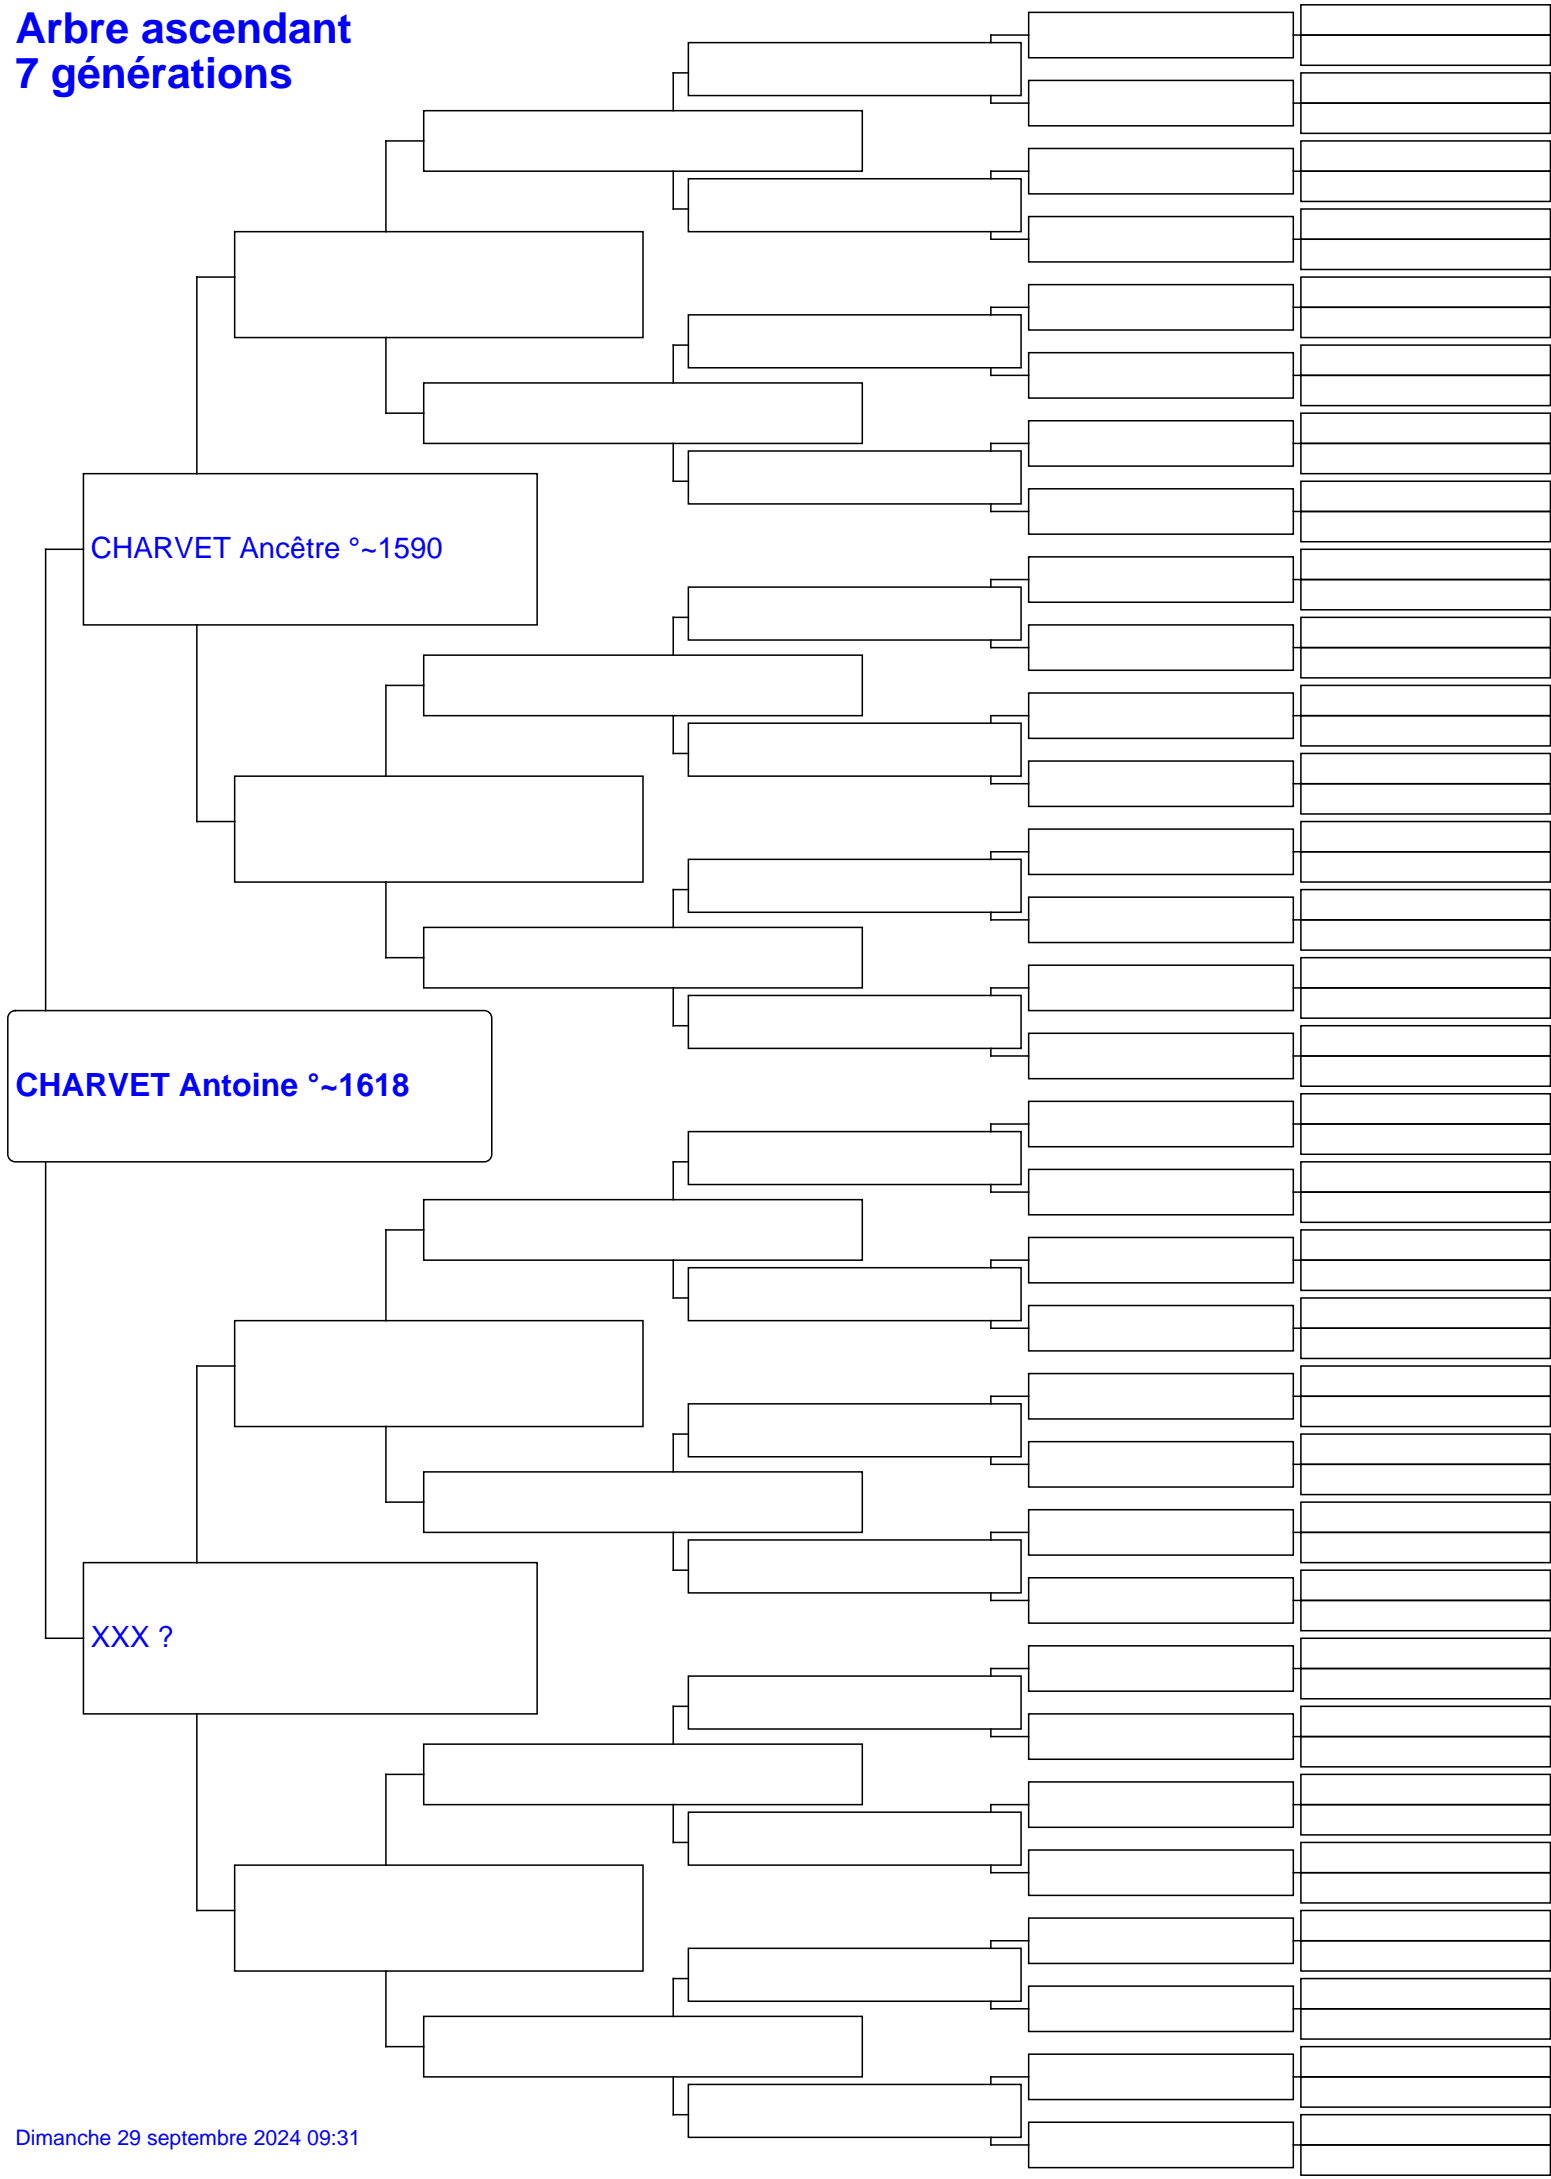 Arbre ascendant
7 générations
CHARVET Ancêtre °~1590
CHARVET Antoine °~1618
XXX ?
Dimanche 29 septembre 2024 09:31